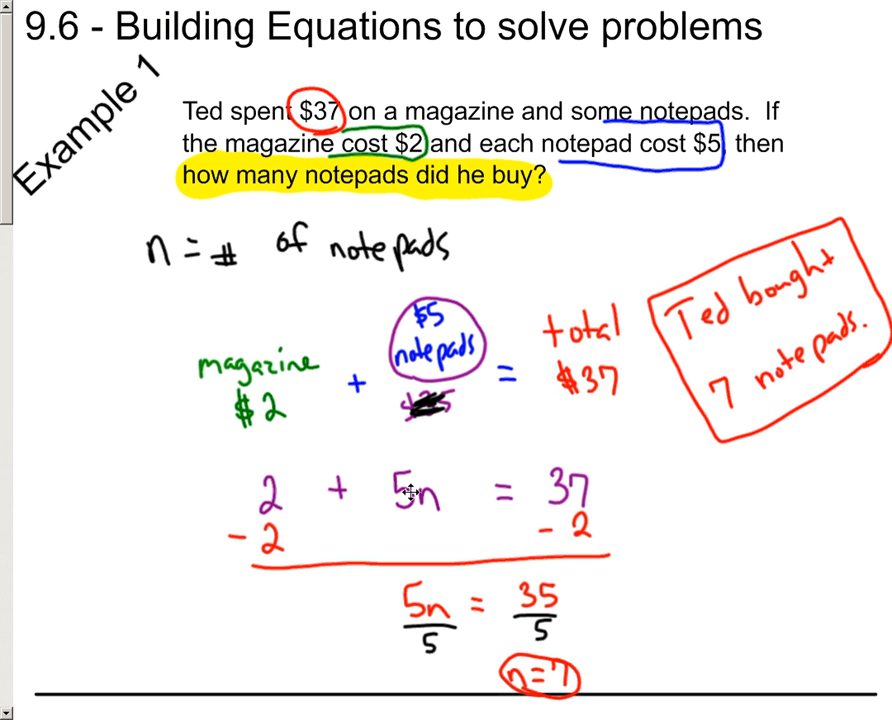 9.6 - Building Equations to solve problems
Example 1
Ted spent $37 on a magazine and some notepads. If
the magazine cost $2 and each notepad cost $5, then
how many notepads did he buy?
n = # of notepads
magazine
$2
+
$5
notepads
=
total
$37
Ted bought
7 notepads.
2 + 5n = 37
- 2 - 2
5n = 35
5 5
n = 7